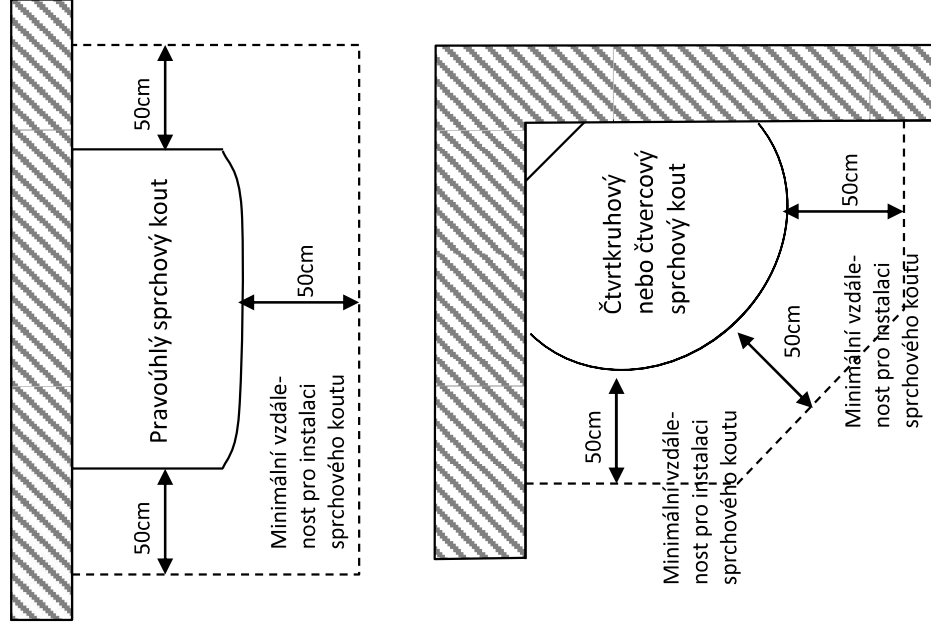 50cm
Pravoúhlý sprchový kout
50cm
50cm
Minimální vzdále-
nost pro instalaci
sprchového koutu
Čtvrtkruhový
nebo čtvercový
sprchový kout
50cm
50cm
50cm
Minimální vzdále-
nost pro instalaci
sprchového koutu
Minimální vzdále-
nost pro instalaci
sprchového koutu